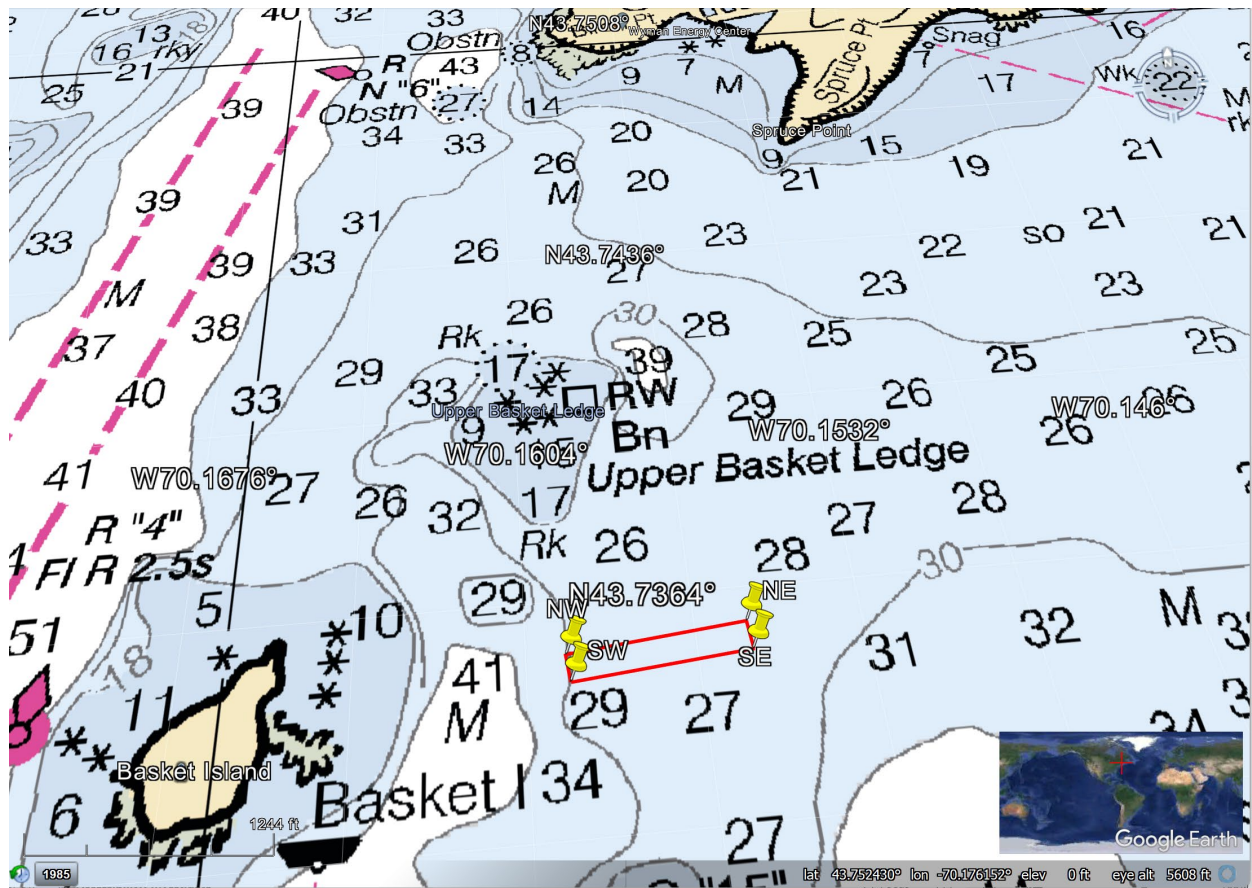 40
32
33
N43.7508°
Pt
Wyman Energy Center
13
18
Obstn
8
Snag
16
16 rky
21
R
43
9
7
M
7
17
Wk
22
25
39
N "6"
27
14
Spruce Pt
M
rk
Obstn
34
33
20
Spruce Point
15
21
26
9
19
39
M
20
21
33
31
26
23
21
21
N43.7436°
22
so
39
33
27
23
23
M
38
26
30
28
25
25
37
Rk
25
40
29
17
39
26
33
33
RW
29
26
W70.146°
Upper Basket Ledge
9
Bn
W70.1532°
26
W70.1604°
15
41
W70.1676°
27
Upper Basket Ledge
26
32
17
28
R "4"
27
Rk
26
28
Fl R 2.5s
30
5
29
N43.7364°
NE
M
51
10
NW
32
18
SW
SE
31
41
11
M
29
27
34
Basket Island
Basket I
34
6
1244 ft
27
Google Earth
1985
lat 43.752430° lon -70.176152° elev 0 ft eye alt 5608 ft